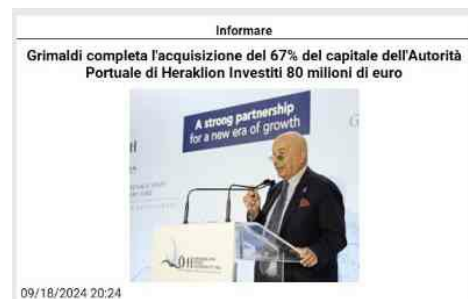 Informare
Grimaldi completa l'acquisizione del 67% del capitale dell'Autorità
Portuale di Heraklion Investiti 80 milioni di euro
A strong partnership
for a new era of growth
09/18/2024 20:24